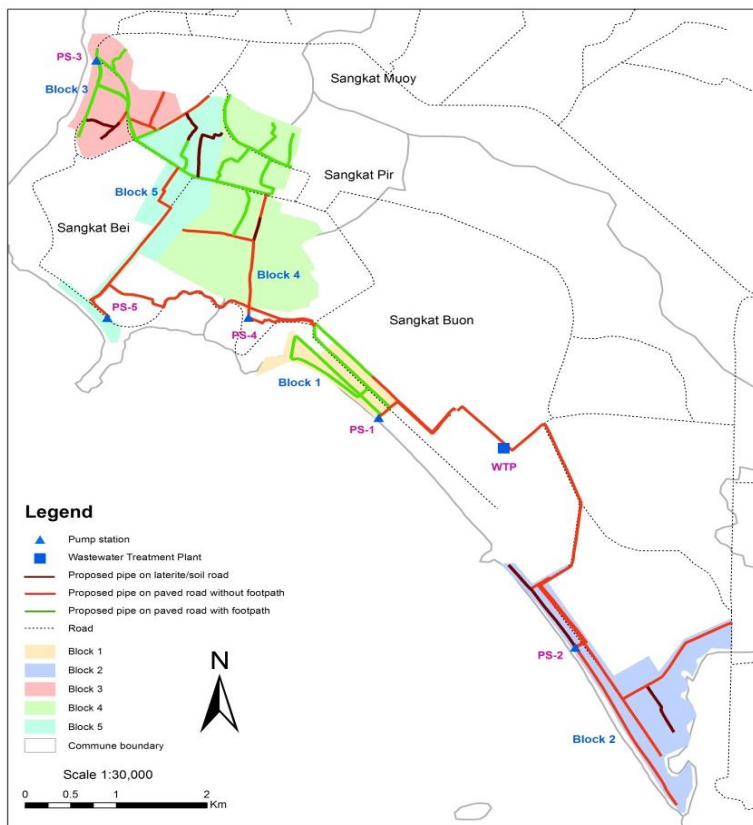 PS-3
Block 3
Sangkat Muoy
Sangkat Pir
Block 5
Sangkat Bei
Block 4
PS-5
PS-4
Sangkat Buon
Block 1
PS-1
WTP
PS-2
Block 2
Legend
Pump station
Wastewater Treatment Plant
Proposed pipe on laterite/soil road
Proposed pipe on paved road without footpath
Proposed pipe on paved road with footpath
Road
Block 1
Block 2
Block 3
Block 4
Block 5
Commune boundary
N
Scale 1:30,000
0 0.5 1 2
Km